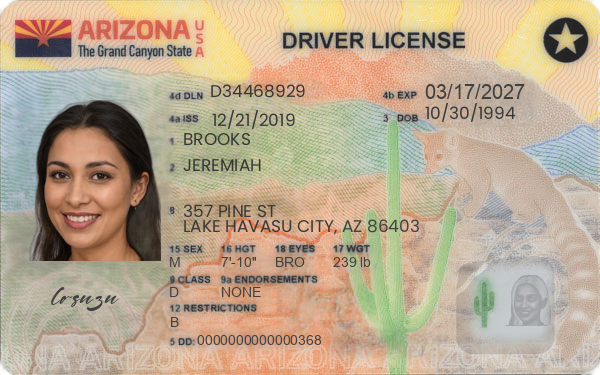 ARIZONA USA
The Grand Canyon State
DRIVER LICENSE
4d DLN D34468929
4b EXP 03/17/2027
4a ISS 12/21/2019
3 DOB 10/30/1994
1 BROOKS
2 JEREMIAH
8 357 PINE ST
LAKE HAVASU CITY, AZ 86403
15 SEX 16 HGT 18 EYES 17 WGT
M 7'-10" BRO 239 lb
9 CLASS 9a ENDORSEMENTS
D NONE
12 RESTRICTIONS
B
5 DD: 0000000000000368
ARIZONA ARIZONA ARIZONA ARIZONA